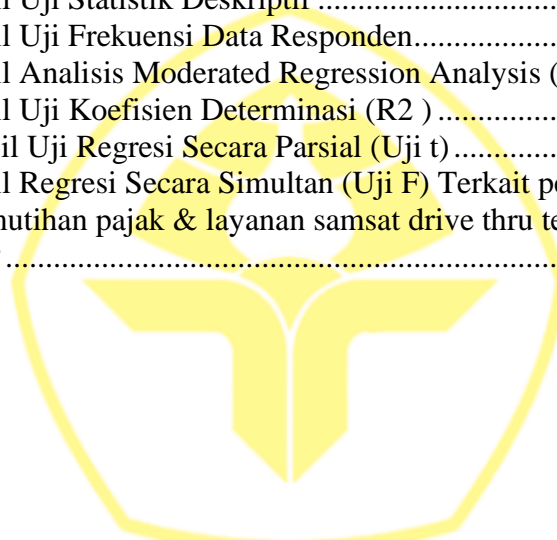 l Uji Statistik Deskriptif ..............................
l Uji Frekuensi Data Responden..................
l Analisis Moderated Regression Analysis (
l Uji Koefisien Determinasi (R2 ) ...............
il Uji Regresi Secara Parsial (Uji t) .............
l Regresi Secara Simultan (Uji F) Terkait p
nutihan pajak & layanan samsat drive thru te
.....................................................................